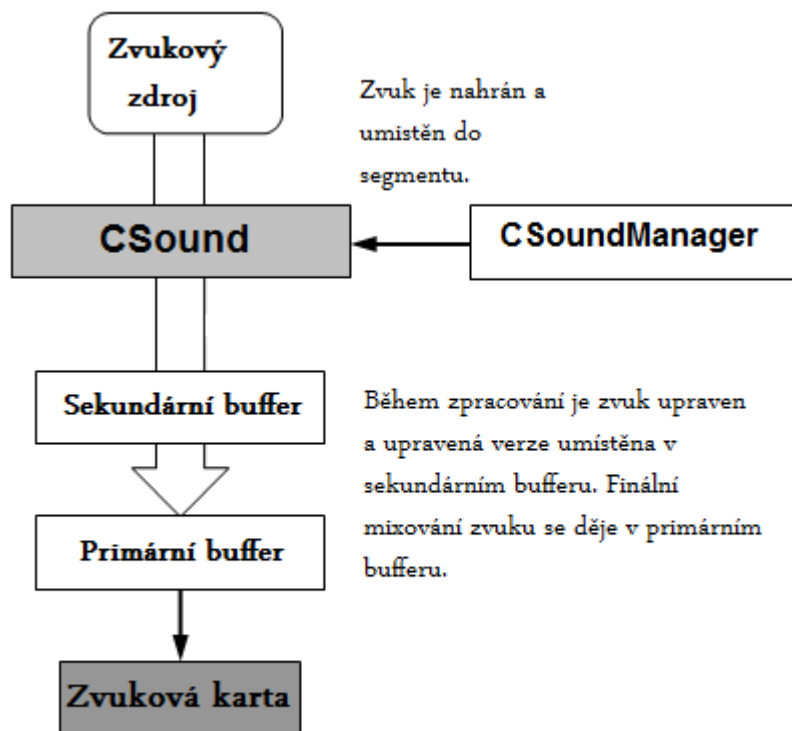 Zvukový
zdroj
Zvuk je nahrán a
umistěn do
segmentu.
CSound
CSoundManager
Sekundární buffer
Během zpracování je zvuk upraven
a upravená verze umístěna v
sekundárním bufferu. Finální
mixování zvuku se děje v primárním
bufferu.
Primární buffer
Zvuková karta